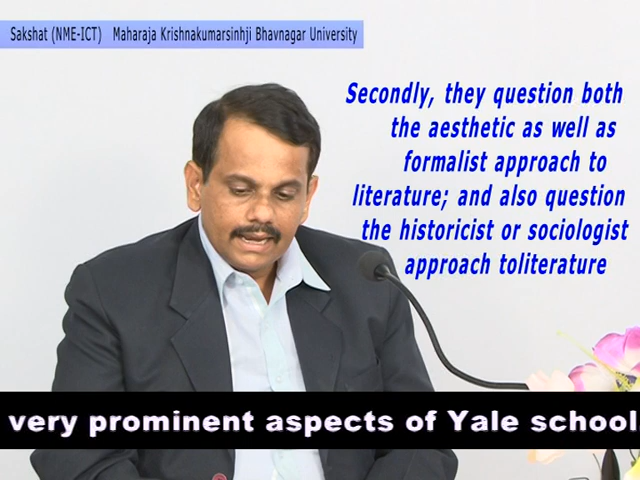 Sakshat (NME-ICT) Maharaja Krishnakumarsinhji Bhavnagar University
Secondly, they question both
the aesthetic as well as
formalist approach to
literature; and also question
the historicist or sociologist
approach toliterature
very prominent aspects of Yale school.